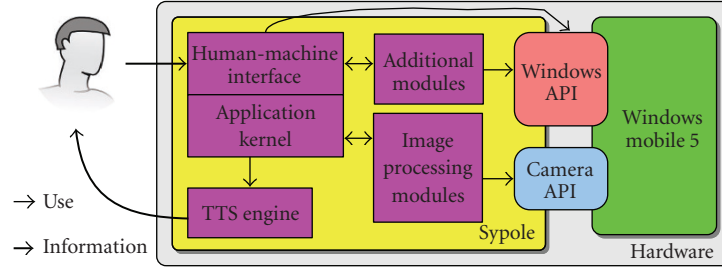 Human-machine
interface
Additional
modules
Windows
API
Application
kernel
Windows
mobile 5
Image
processing
modules
Camera
API
TTS engine
Use
Information
Sypole
Hardware